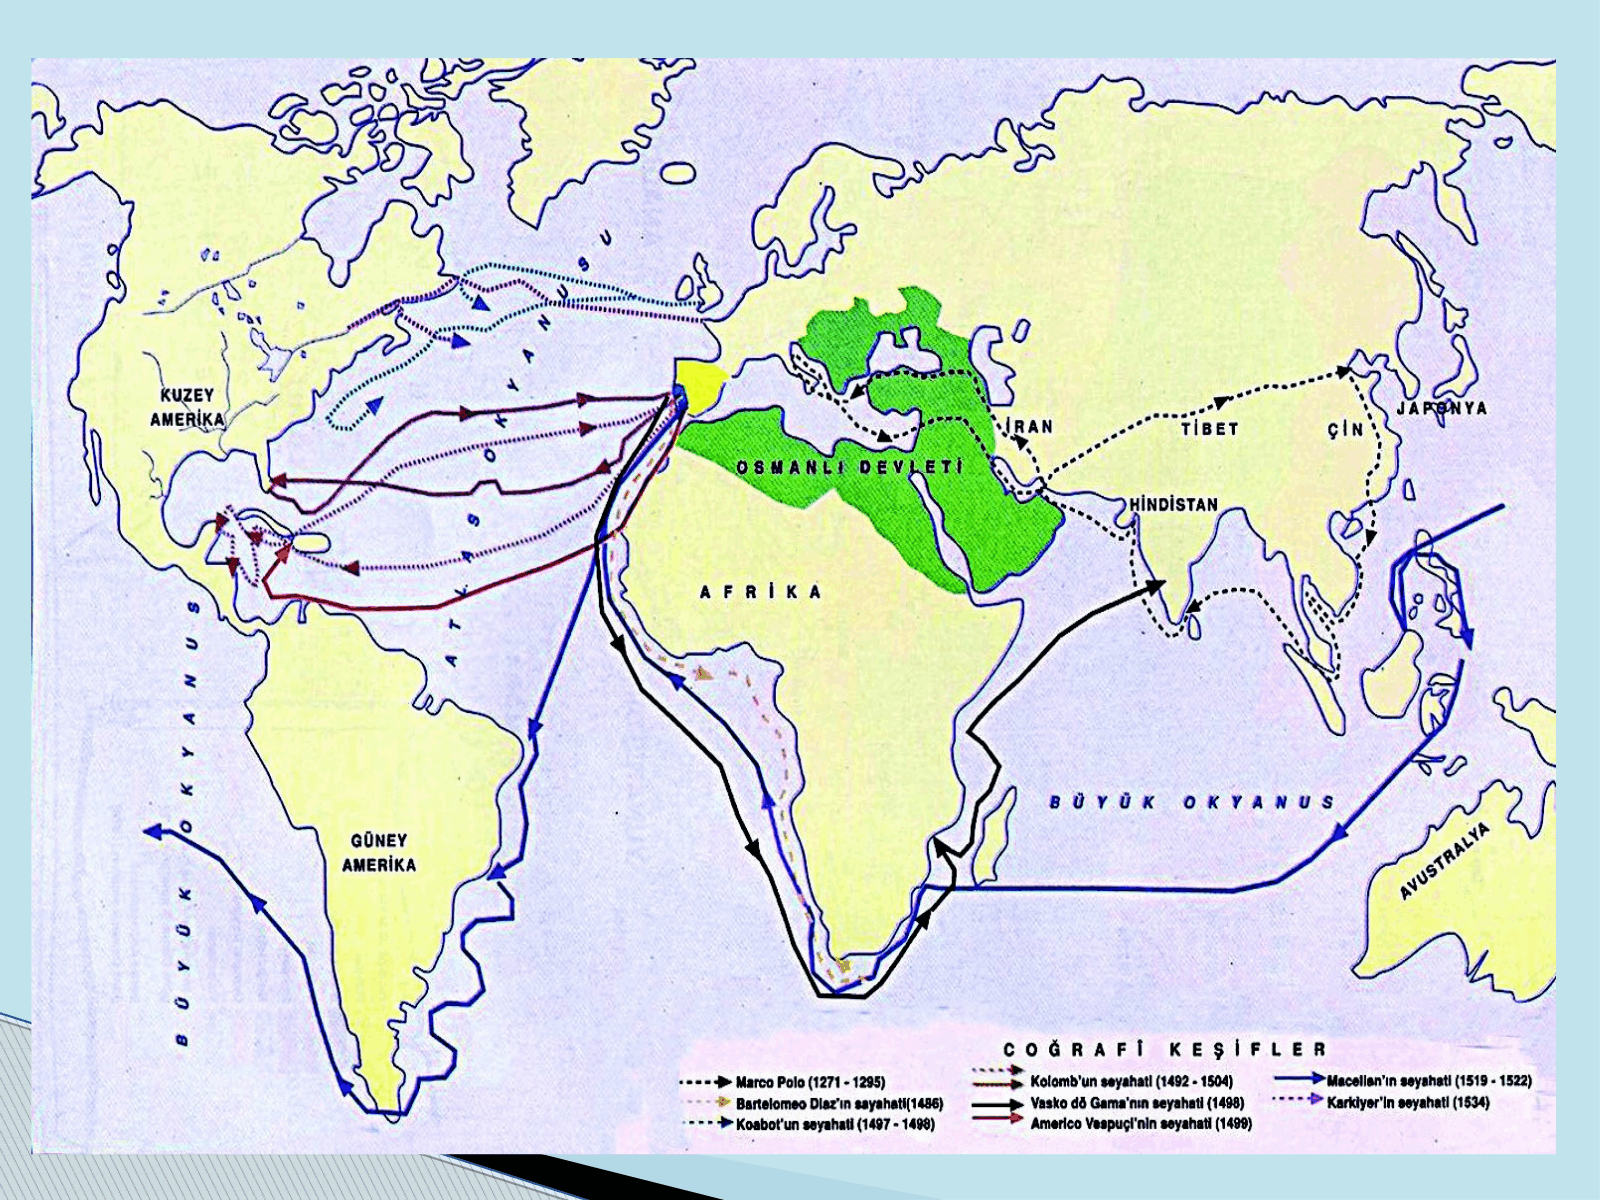 KUZEY
AMERİKA
ATLAS OKYANUSU
BÜYÜK OKYANUS
GÜNEY
AMERİKA
OSMANLI DEVLETİ
AFRİKA
İRAN
TİBET
ÇİN
JAPONYA
HİNDİSTAN
BÜYÜK OKYANUS
AVUSTRALYA
COĞRAFİ KEŞİFLER
Marco Polo (1271 - 1295)
Bartelomeo Diaz'ın sayahati(1486)
Koabot'un seyahati (1497 - 1498)
Kolomb'un seyahati (1492 - 1504)
Vasko dö Gama'nın seyahati (1498)
Americo Vespuçi'nin seyahati (1499)
Macellan'ın seyahati (1519 - 1522)
Karkiyer'in seyahati (1534)